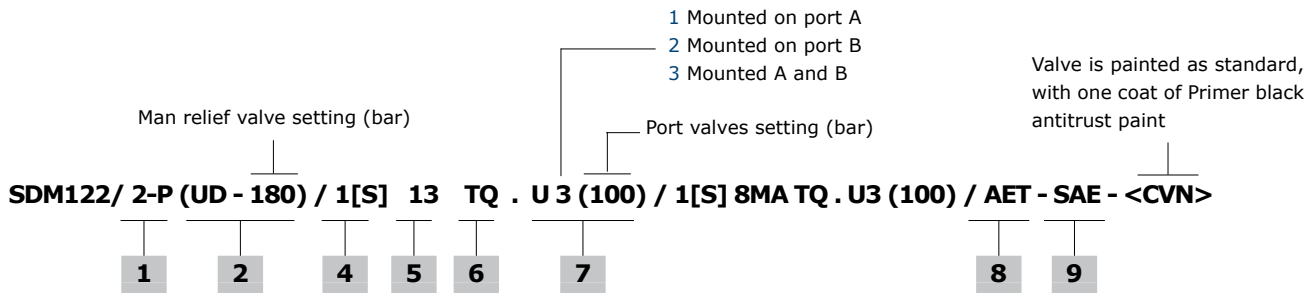 1 Mounted on port A
2 Mounted on port B
3 Mounted A and B
Valve is painted as standard,
with one coat of Primer black
antitrust paint
Man relief valve setting (bar)
Port valves setting (bar)
SDM122/ 2-P (UD - 180) / 1[S] 13 TQ . U 3 (100) / 1[S] 8MA TQ . U3 (100) / AET - SAE - <CVN>
1 2 4 5 6 7 8 9